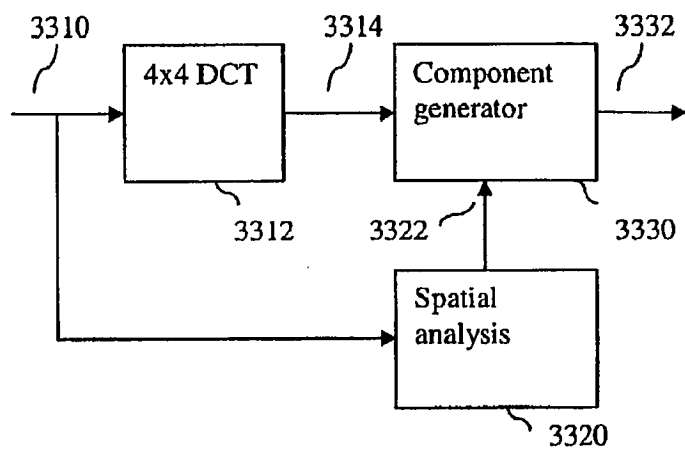 3310
4x4 DCT
3314
Component
generator
3332
3312
3322
3330
Spatial
analysis
3320